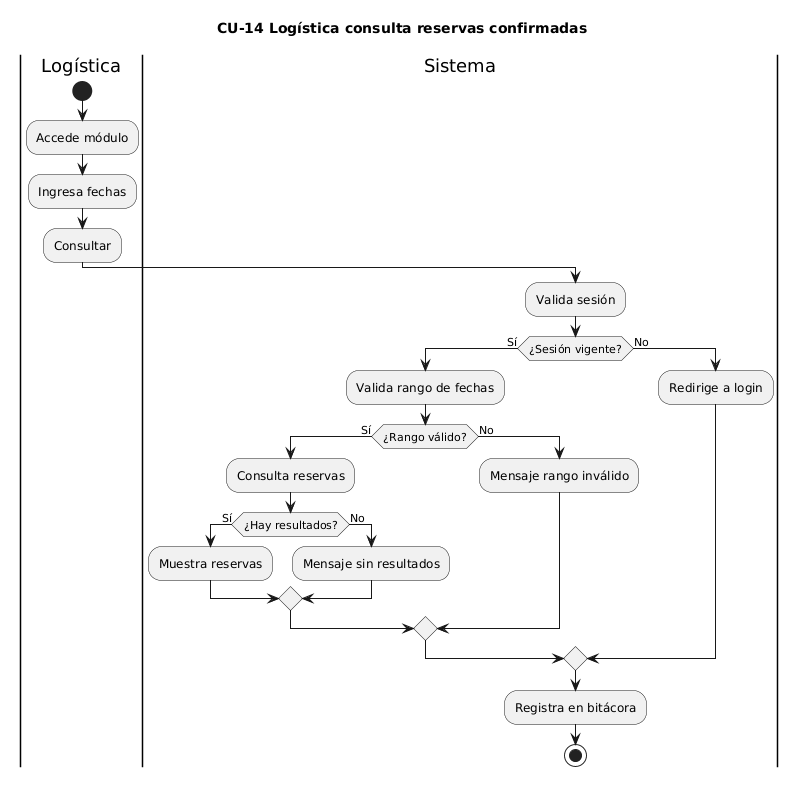 CU-14 Logística consulta reservas confirmadas
Logística
Sistema
Accede módulo
Ingresa fechas
Consultar
Valida sesión
Sí
¿Sesión vigente?
No
Valida rango de fechas
Redirige a login
Sí
¿Rango válido?
No
Consulta reservas
Mensaje rango inválido
Sí
¿Hay resultados?
No
Muestra reservas
Mensaje sin resultados
Registra en bitácora